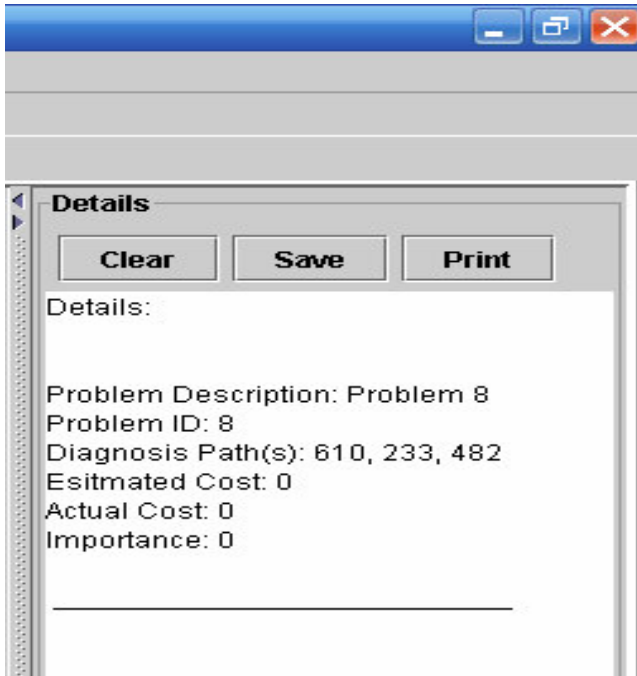 Details
Clear Save Print
Details:
Problem Description: Problem 8
Problem ID: 8
Diagnosis Path(s): 610, 233, 482
Esitmated Cost: 0
Actual Cost: 0
Importance: 0